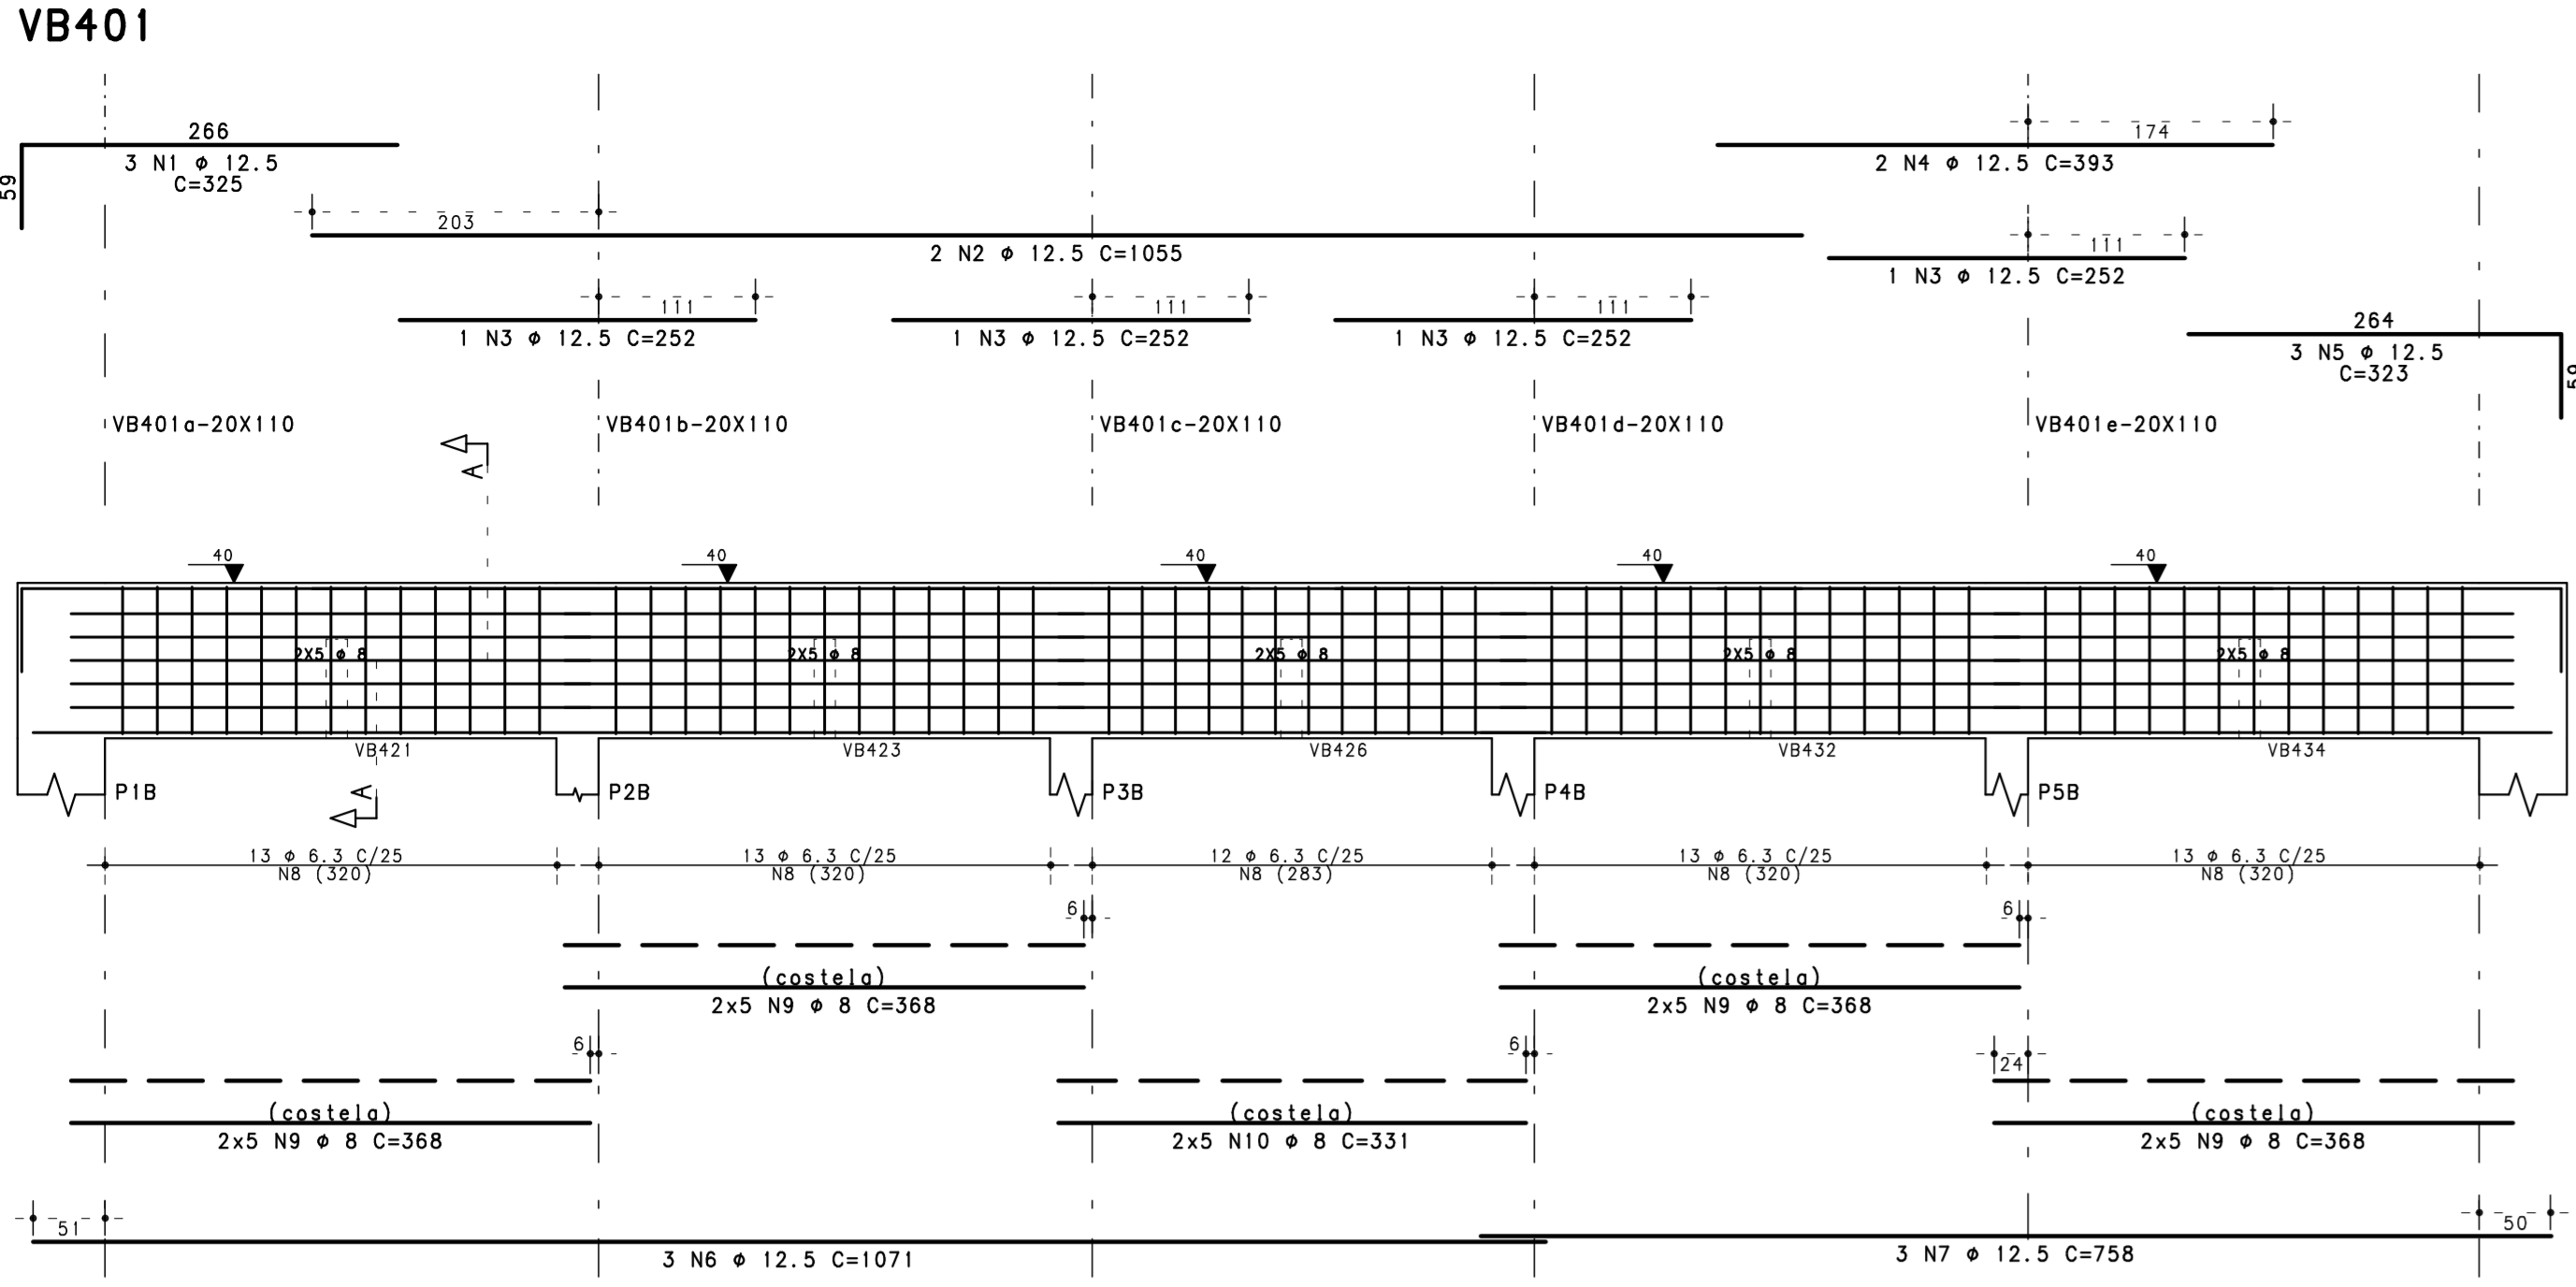 VB401
266
3 N1 ø 12.5
C=325
59
174
2 N4 ø 12.5 C=393
203
2 N2 ø 12.5 C=1055
111
1 N3 ø 12.5 C=252
111
1 N3 ø 12.5 C=252
111
1 N3 ø 12.5 C=252
111
1 N3 ø 12.5 C=252
264
3 N5 ø 12.5
C=323
59
VB401a-20X110
VB401b-20X110
VB401c-20X110
VB401d-20X110
VB401e-20X110
A
40
40
40
40
40
2X5 ø 8
2X5 ø 8
2X5 ø 8
2X5 ø 8
2X5 ø 8
VB421
VB423
VB426
VB432
VB434
P1B
A
P2B
P3B
P4B
P5B
13 ø 6.3 C/25
N8 (320)
13 ø 6.3 C/25
N8 (320)
12 ø 6.3 C/25
N8 (283)
13 ø 6.3 C/25
N8 (320)
13 ø 6.3 C/25
N8 (320)
6
6
(costela)
2x5 N9 ø 8 C=368
(costela)
2x5 N9 ø 8 C=368
6
6
24
(costela)
2x5 N9 ø 8 C=368
(costela)
2x5 N10 ø 8 C=331
(costela)
2x5 N9 ø 8 C=368
51
50
3 N6 ø 12.5 C=1071
3 N7 ø 12.5 C=758